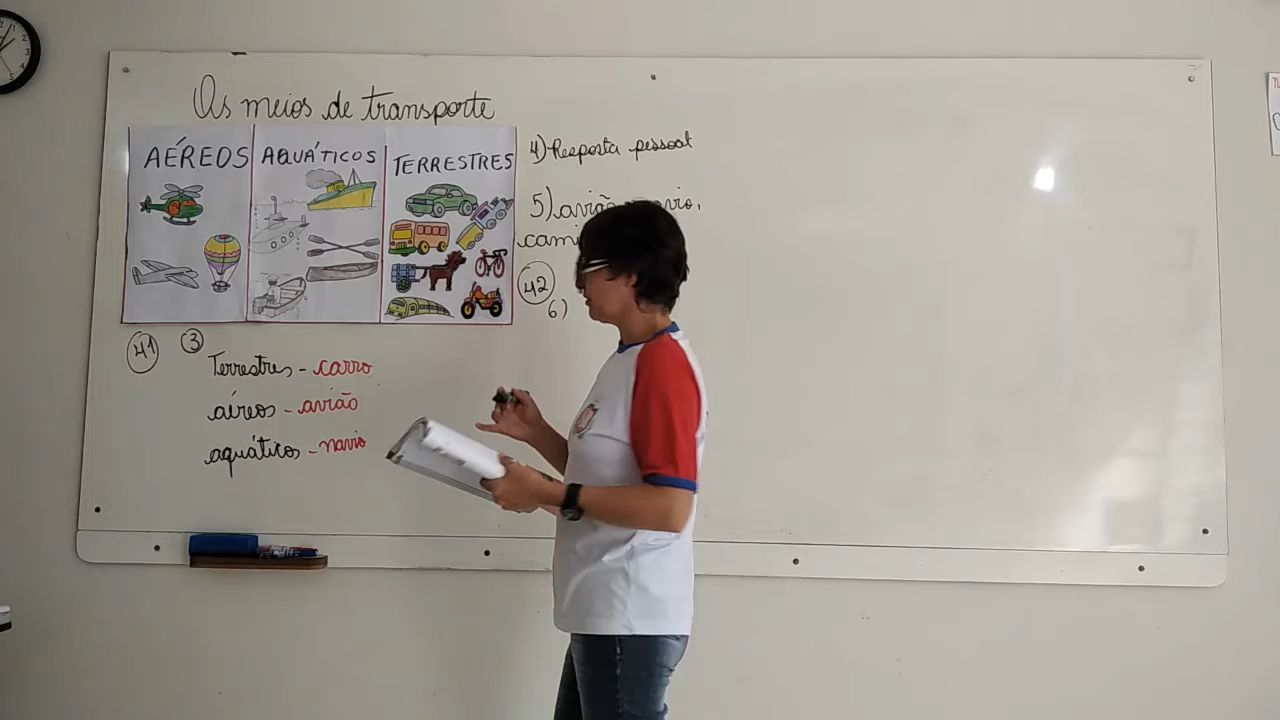 Os meios de transporte
AÉREOS
AQUÁTICOS
TERRESTRES
4) Resposta pessoal
5) avião
42
6)
41 3
Terrestres - carro
aéreos - avião
aquáticos - navio